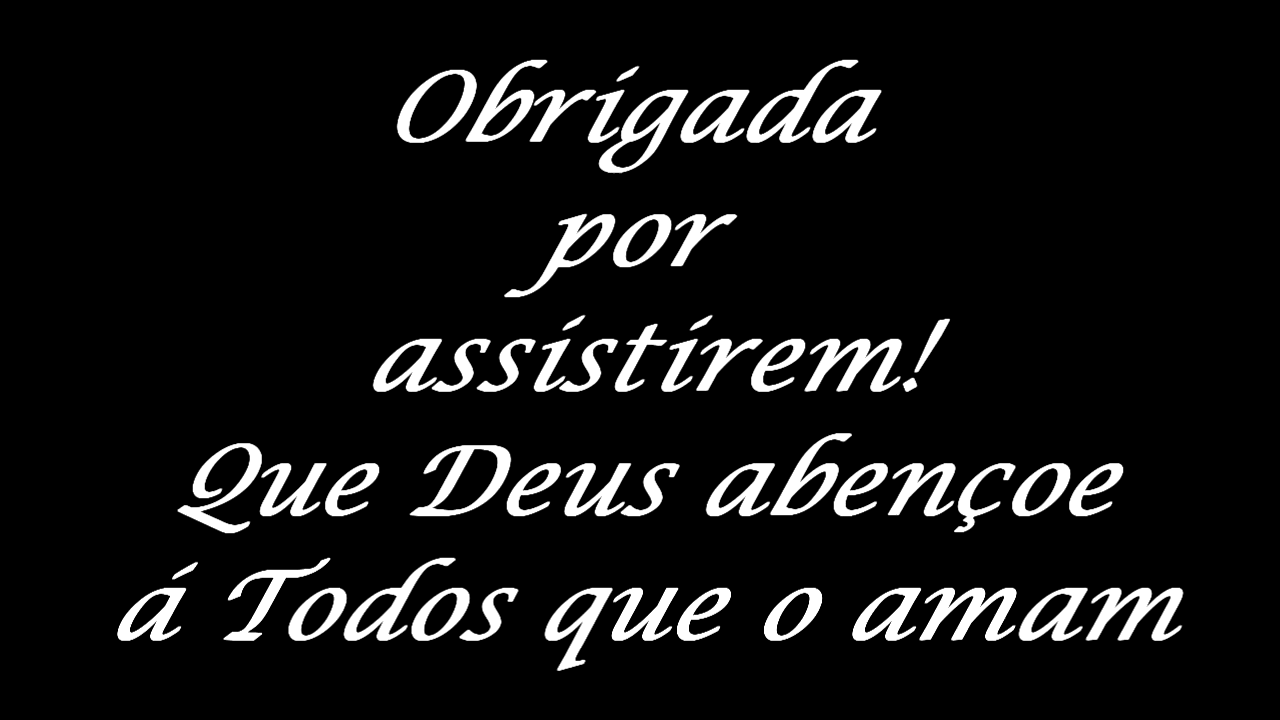 Obrigada
por
assistirem!
Que Deus abençoe
á Todos que o amam